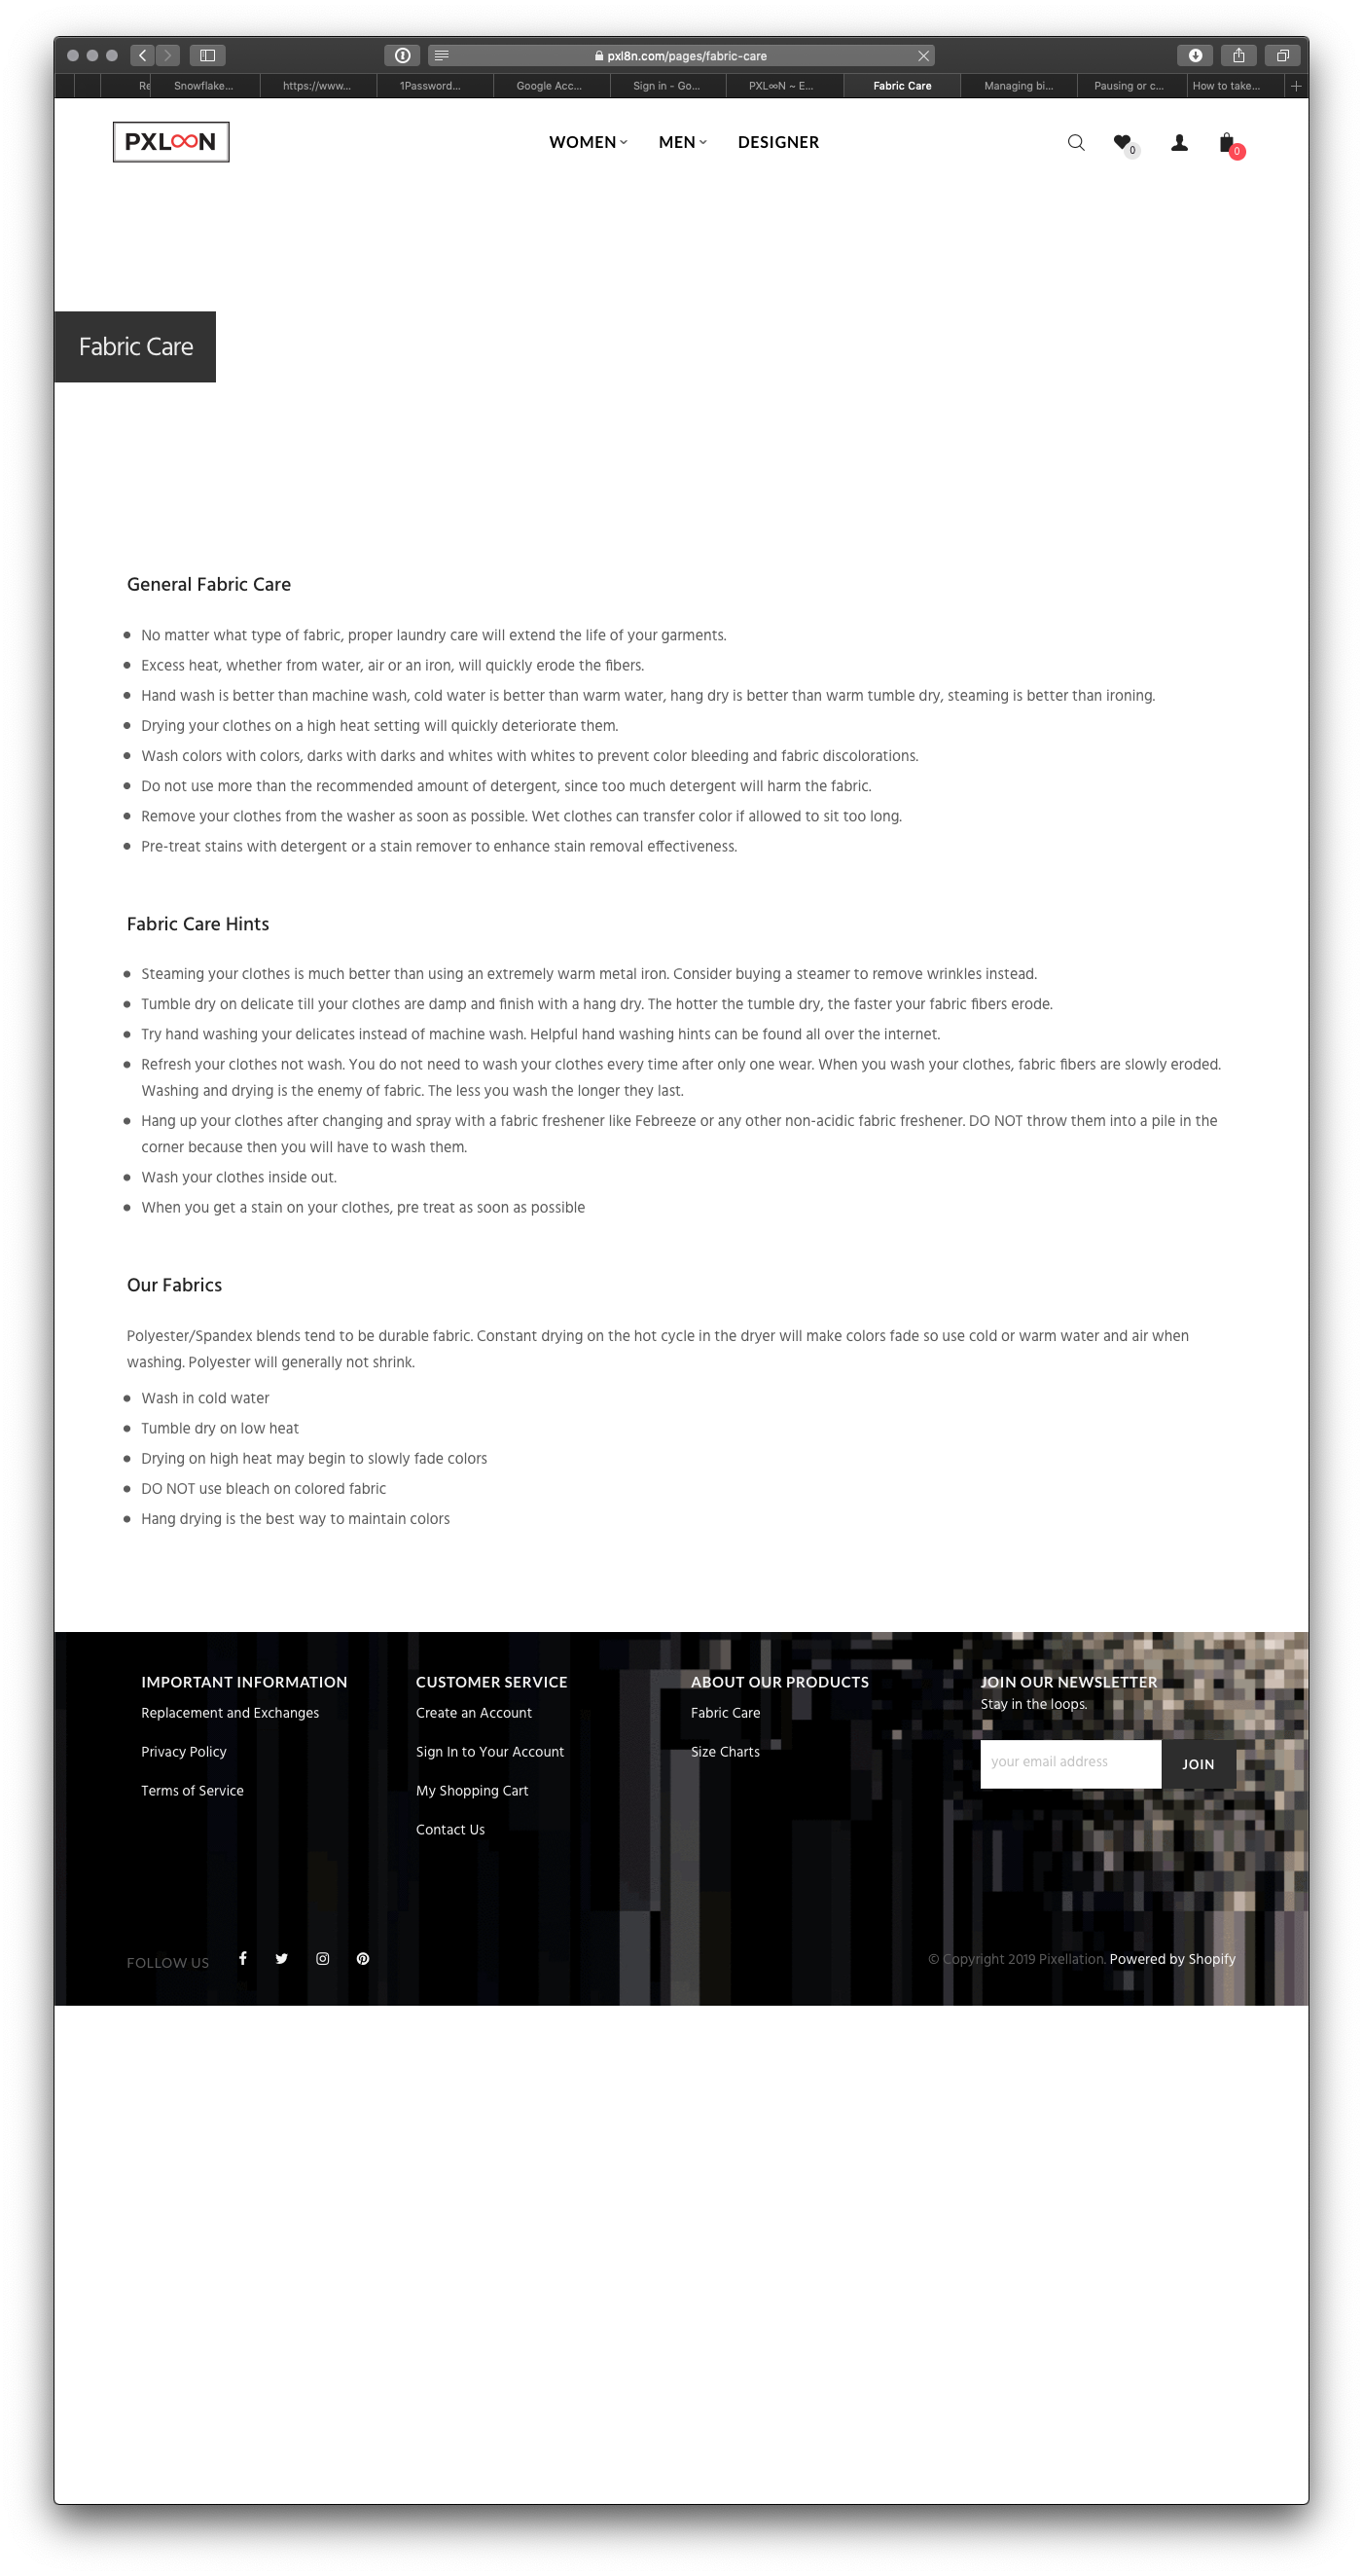 pxl8n.com/pages/fabric-care
Re Snowflake... https://www... 1Password... Google Acc... Sign in - Go... PXL∞N ~ E... Fabric Care Managing bi... Pausing or c... How to take...
PXL∞N WOMEN MEN DESIGNER 0 0
Fabric Care
General Fabric Care
No matter what type of fabric, proper laundry care will extend the life of your garments.
Excess heat, whether from water, air or an iron, will quickly erode the fibers.
Hand wash is better than machine wash, cold water is better than warm water, hang dry is better than warm tumble dry, steaming is better than ironing.
Drying your clothes on a high heat setting will quickly deteriorate them.
Wash colors with colors, darks with darks and whites with whites to prevent color bleeding and fabric discolorations.
Do not use more than the recommended amount of detergent, since too much detergent will harm the fabric.
Remove your clothes from the washer as soon as possible. Wet clothes can transfer color if allowed to sit too long.
Pre-treat stains with detergent or a stain remover to enhance stain removal effectiveness.
Fabric Care Hints
Steaming your clothes is much better than using an extremely warm metal iron. Consider buying a steamer to remove wrinkles instead.
Tumble dry on delicate till your clothes are damp and finish with a hang dry. The hotter the tumble dry, the faster your fabric fibers erode.
Try hand washing your delicates instead of machine wash. Helpful hand washing hints can be found all over the internet.
Refresh your clothes not wash. You do not need to wash your clothes every time after only one wear. When you wash your clothes, fabric fibers are slowly eroded.
Washing and drying is the enemy of fabric. The less you wash the longer they last.
Hang up your clothes after changing and spray with a fabric freshener like Febreeze or any other non-acidic fabric freshener. DO NOT throw them into a pile in the
corner because then you will have to wash them.
Wash your clothes inside out.
When you get a stain on your clothes, pre treat as soon as possible
Our Fabrics
Polyester/Spandex blends tend to be durable fabric. Constant drying on the hot cycle in the dryer will make colors fade so use cold or warm water and air when
washing. Polyester will generally not shrink.
Wash in cold water
Tumble dry on low heat
Drying on high heat may begin to slowly fade colors
DO NOT use bleach on colored fabric
Hang drying is the best way to maintain colors
IMPORTANT INFORMATION
Replacement and Exchanges
Privacy Policy
Terms of Service
CUSTOMER SERVICE
Create an Account
Sign In to Your Account
My Shopping Cart
Contact Us
ABOUT OUR PRODUCTS
Fabric Care
Size Charts
JOIN OUR NEWSLETTER
Stay in the loops.
your email address JOIN
FOLLOW US
© Copyright 2019 Pixellation. Powered by Shopify